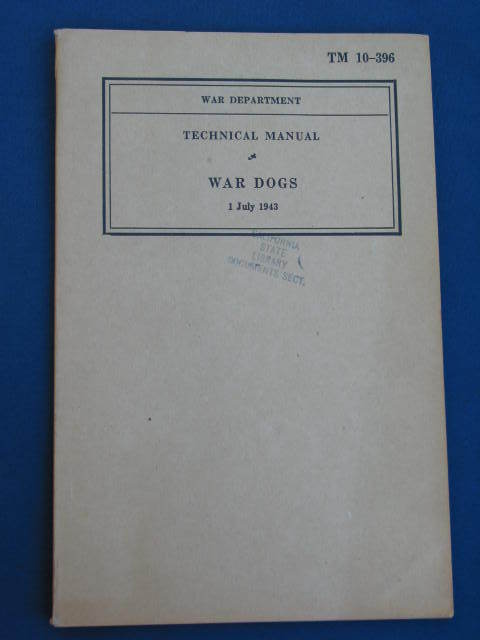 TM 10-396
WAR DEPARTMENT
TECHNICAL MANUAL
WAR DOGS
1 July 1943
CALIFORNIA
STATE
LIBRARY
DOCUMENTS SECT.